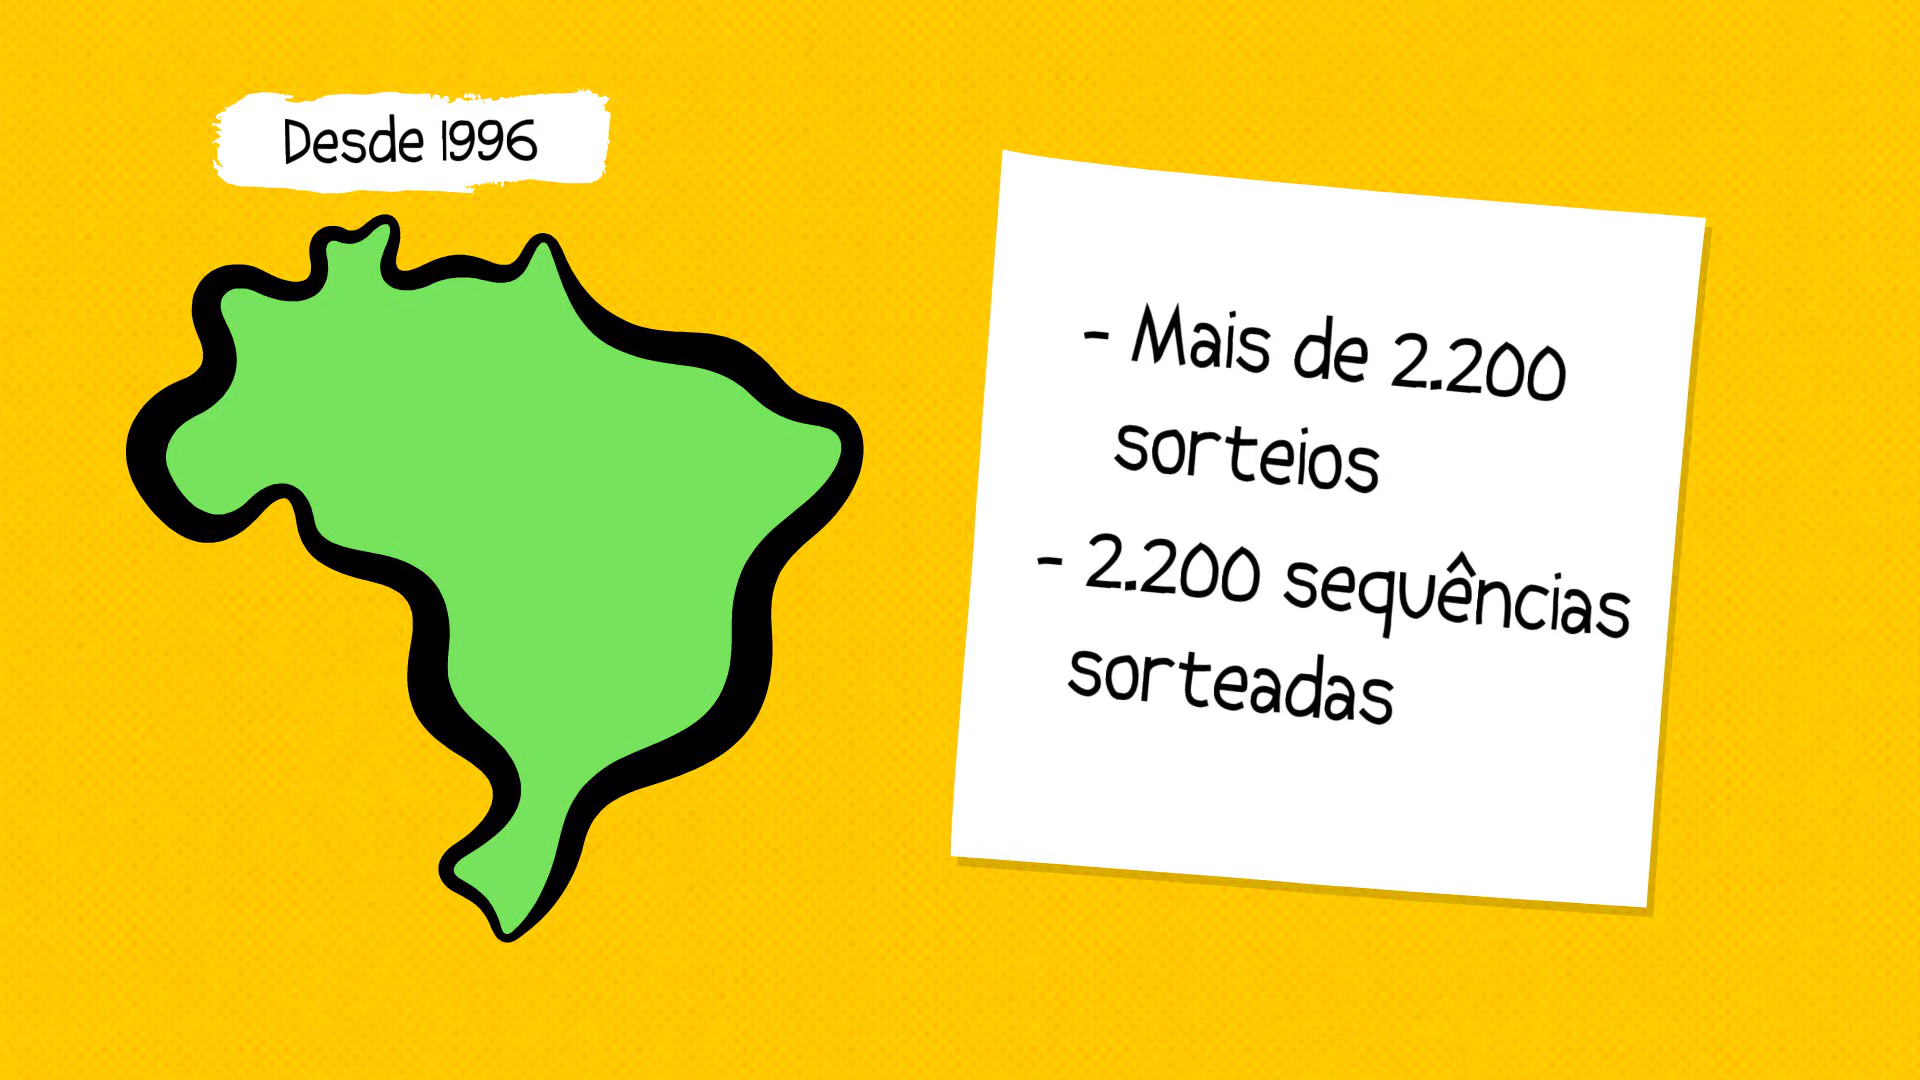 Desde 1996
- Mais de 2.200
sorteios
- 2.200 sequências
sorteadas